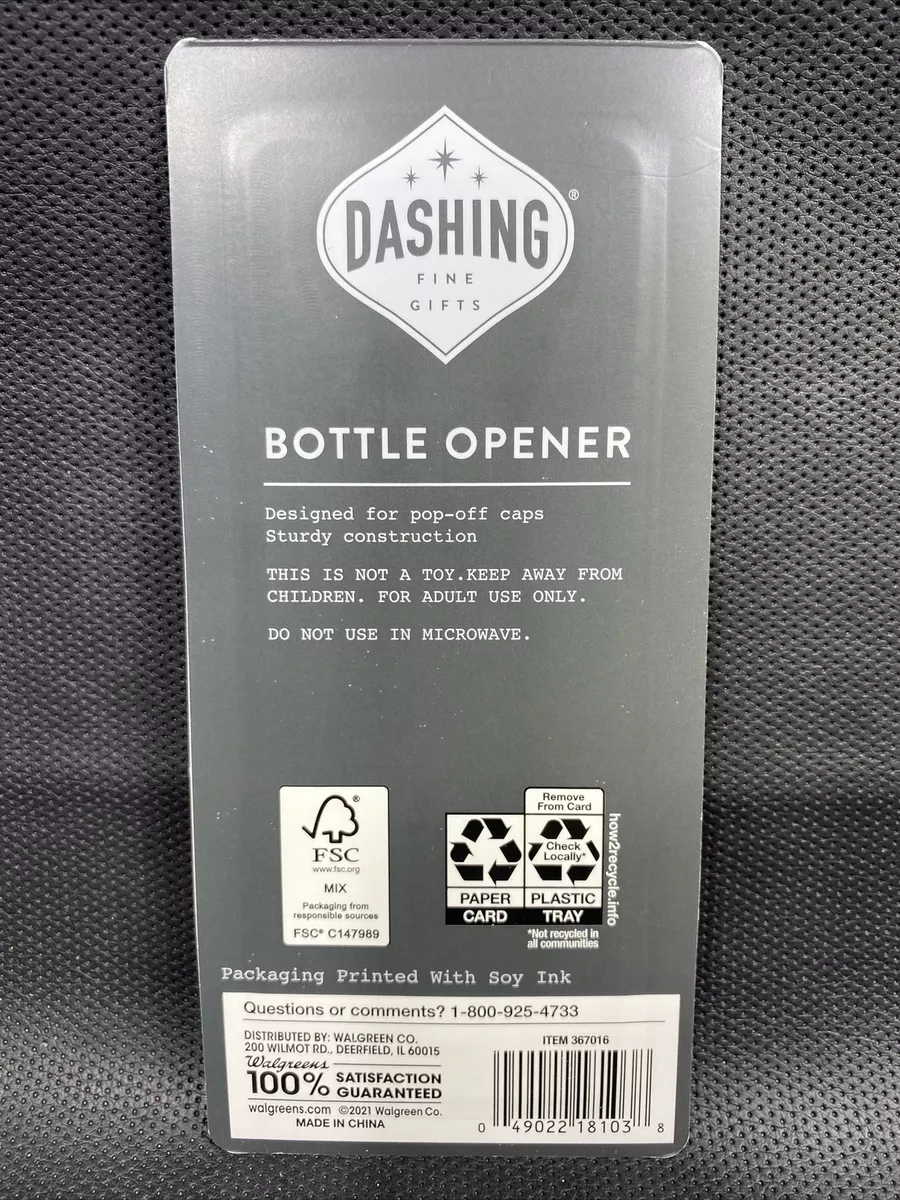 DASHING®
FINE
GIFTS
BOTTLE OPENER
Designed for pop-off caps
Sturdy construction
THIS IS NOT A TOY.KEEP AWAY FROM
CHILDREN. FOR ADULT USE ONLY.
DO NOT USE IN MICROWAVE.
®
FSC
www.fsc.org
MIX
Packaging from
responsible sources
FSC® C147989
Remove
From Card
Check
Locally*
PAPER
CARD
PLASTIC
TRAY
*Not recycled in
all communities
how2recycle.info
Packaging Printed With Soy Ink
Questions or comments? 1-800-925-4733
DISTRIBUTED BY: WALGREEN CO.
200 WILMOT RD., DEERFIELD, IL 60015
Walgreens
100% SATISFACTION
GUARANTEED
walgreens.com ©2021 Walgreen Co.
MADE IN CHINA
ITEM 367016
0 49022 18103 8